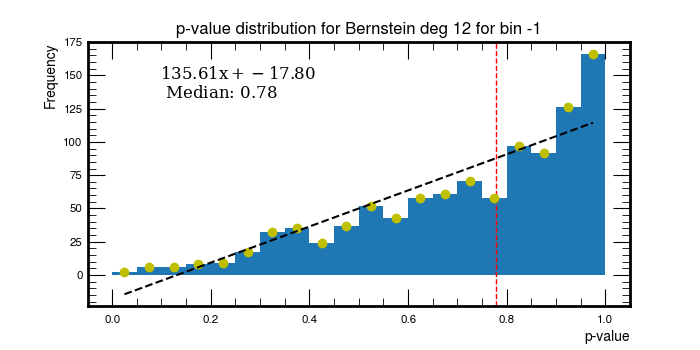 p-value distribution for Bernstein deg 12 for bin -1
Frequency
175
150
125
100
75
50
25
0
135.61x + −17.80
Median: 0.78
0.0 0.2 0.4 0.6 0.8 1.0
p-value